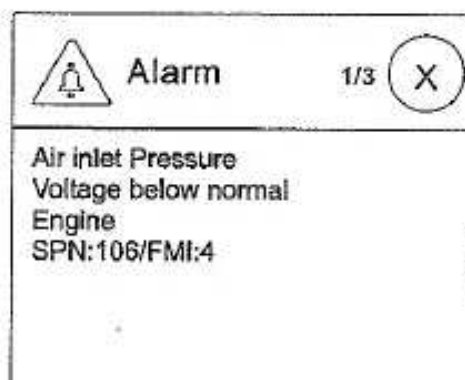 Alarm 1/3 X
Air inlet Pressure
Voltage below normal
Engine
SPN:106/FMI:4